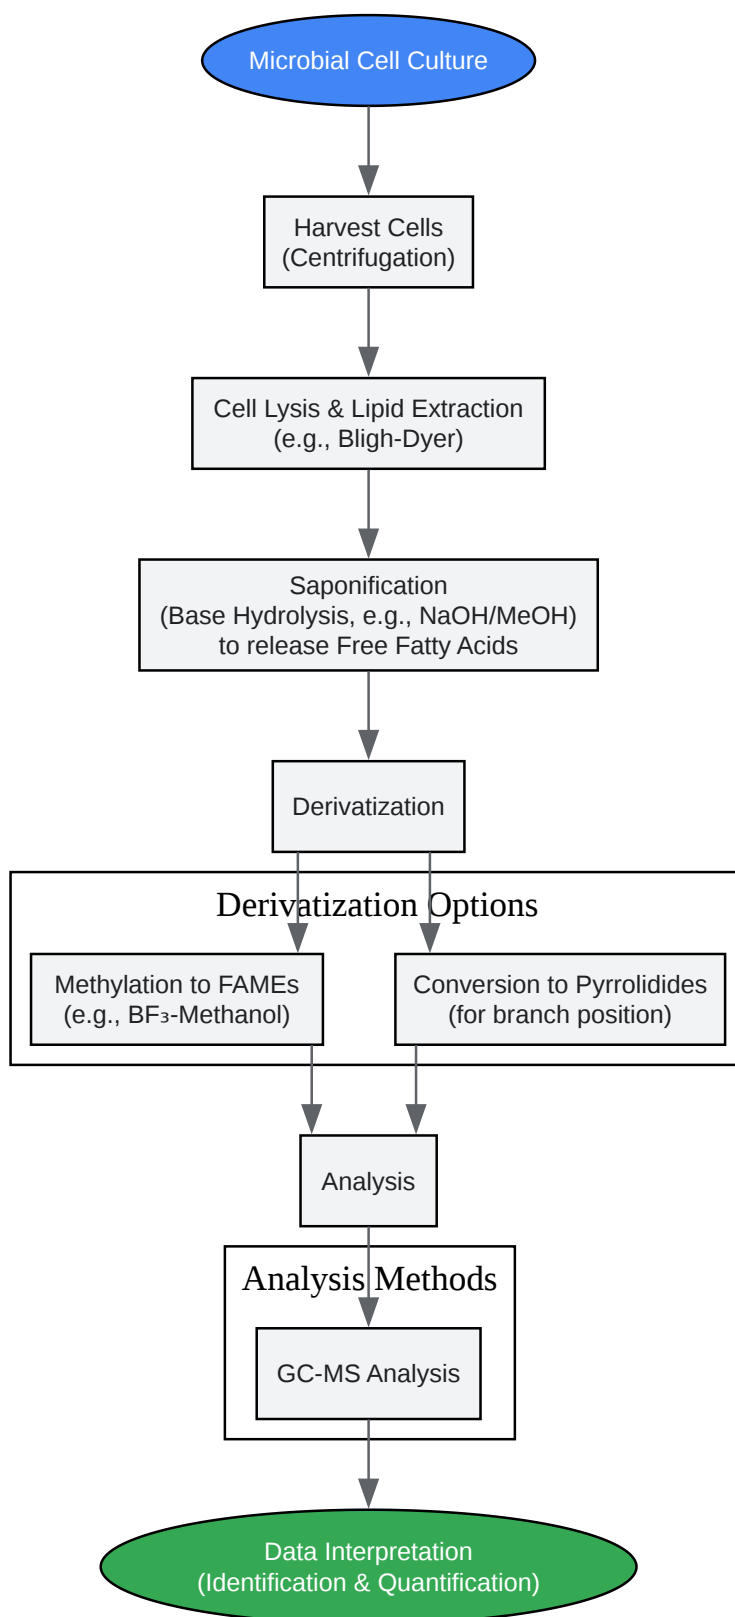 Microbial Cell Culture
Harvest Cells
(Centrifugation)
Cell Lysis & Lipid Extraction
(e.g., Bligh-Dyer)
Saponification
(Base Hydrolysis, e.g., NaOH/MeOH)
to release Free Fatty Acids
Derivatization
Derivatization Options
Methylation to FAMEs
(e.g., BF₃-Methanol)
Conversion to Pyrrolidides
(for branch position)
Analysis
Analysis Methods
GC-MS Analysis
Data Interpretation
(Identification & Quantification)